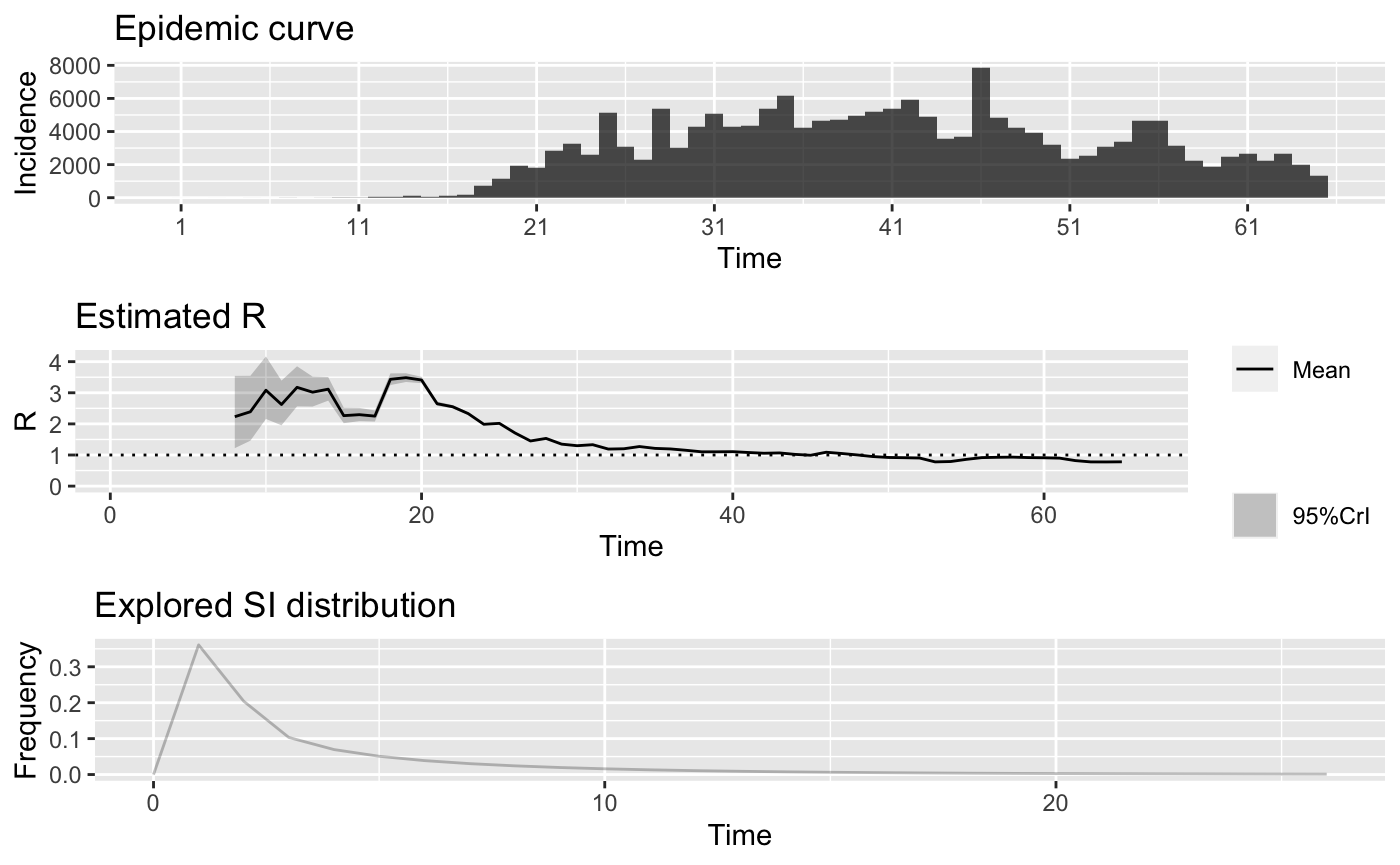 Epidemic curve
8000
6000
4000
2000
0
Incidence
1 11 21 31 41 51 61
Time
Estimated R
4
3
2
1
0
R
0 20 40 60
Time
Mean
95%CrI
Explored SI distribution
0.3
0.2
0.1
0.0
Frequency
0 10 20
Time